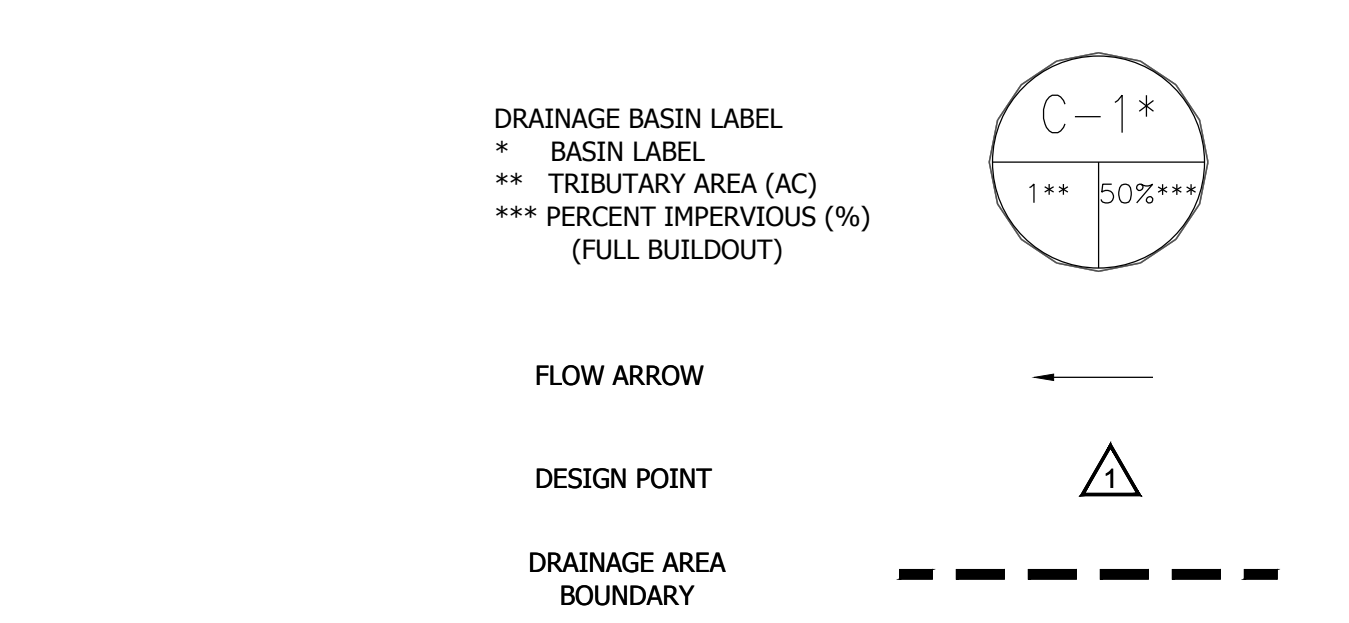 DRAINAGE BASIN LABEL
* BASIN LABEL
** TRIBUTARY AREA (AC)
*** PERCENT IMPERVIOUS (%)
(FULL BUILDOUT)
C-1*
1** 50%***
FLOW ARROW
DESIGN POINT
1
DRAINAGE AREA
BOUNDARY